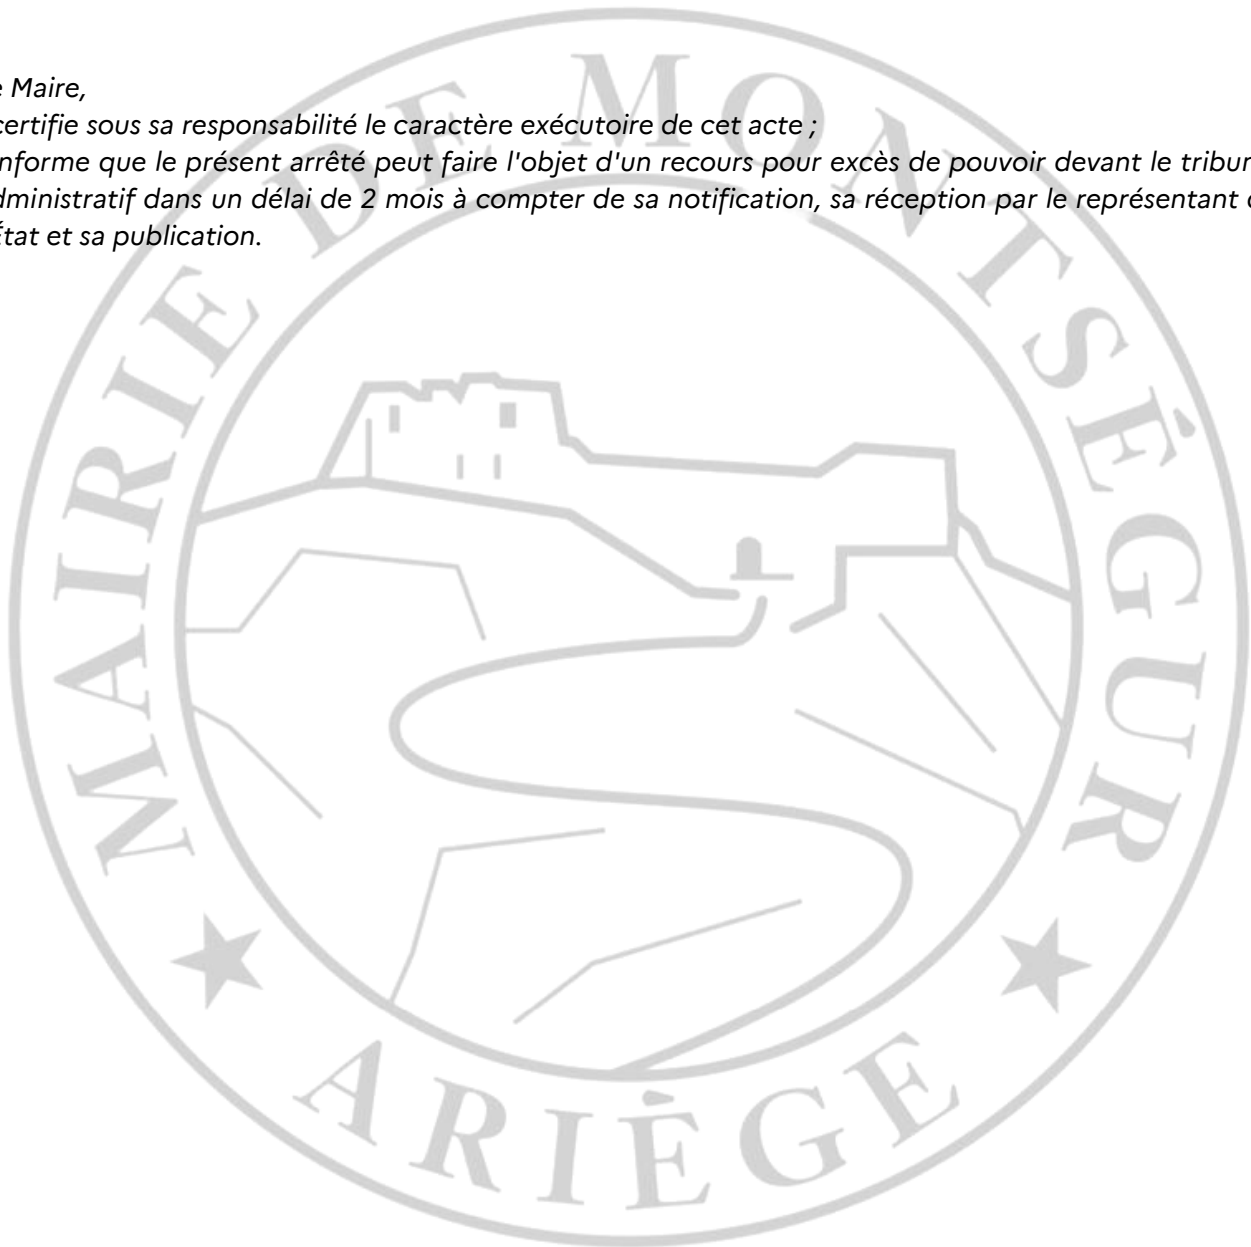 e Maire,
certifie sous sa responsabilité le caractère exécutoire de cet acte ;
nforme que le présent arrêté peut faire l'objet d'un recours pour excès de pouvoir devant le tribun
dministratif dans un délai de 2 mois à compter de sa notification, sa réception par le représentant d
État et sa publication.
MAIRIE DE MONTSÉGUR
★ ARIÈGE ★